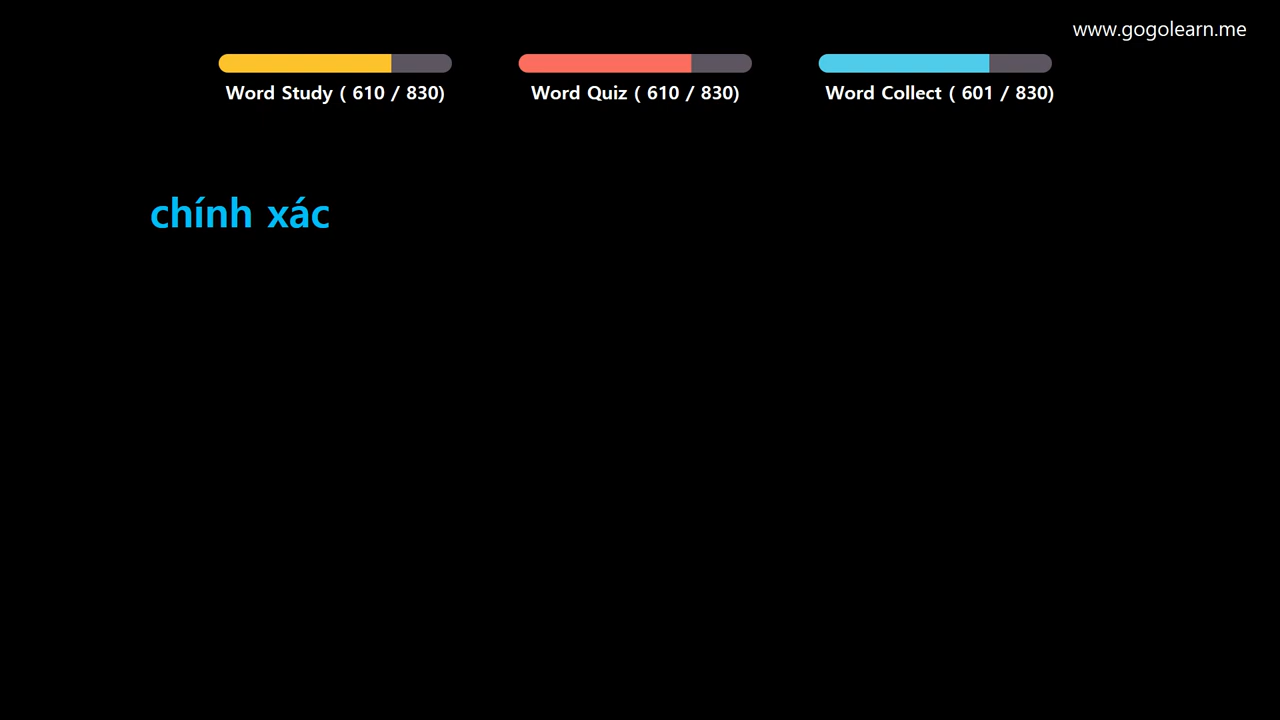 www.gogolearn.me
Word Study ( 610 / 830)
Word Quiz ( 610 / 830)
Word Collect ( 601 / 830)
chính xác